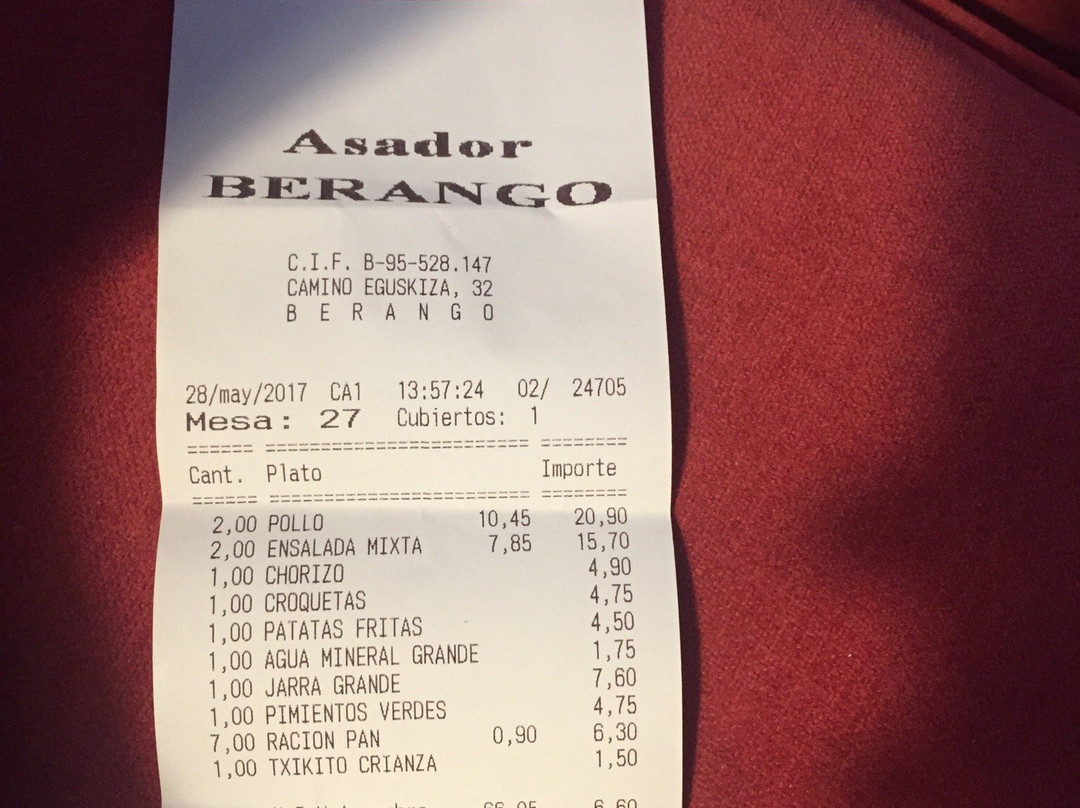 Asador
BERANGO
C.I.F. B-95-528.147
CAMINO EGUSKIZA, 32
B E R A N G O
28/may/2017 CA1 13:57:24 02/ 24705
Mesa: 27 Cubiertos: 1
====== ======================== ========
Cant. Plato Importe
====== ======================== ========
2,00 POLLO 10,45 20,90
2,00 ENSALADA MIXTA 7,85 15,70
1,00 CHORIZO 4,90
1,00 CROQUETAS 4,75
1,00 PATATAS FRITAS 4,50
1,00 AGUA MINERAL GRANDE 1,75
1,00 JARRA GRANDE 7,60
1,00 PIMIENTOS VERDES 4,75
7,00 RACION PAN 0,90 6,30
1,00 TXIKITO CRIANZA 1,50
66,05 6,60